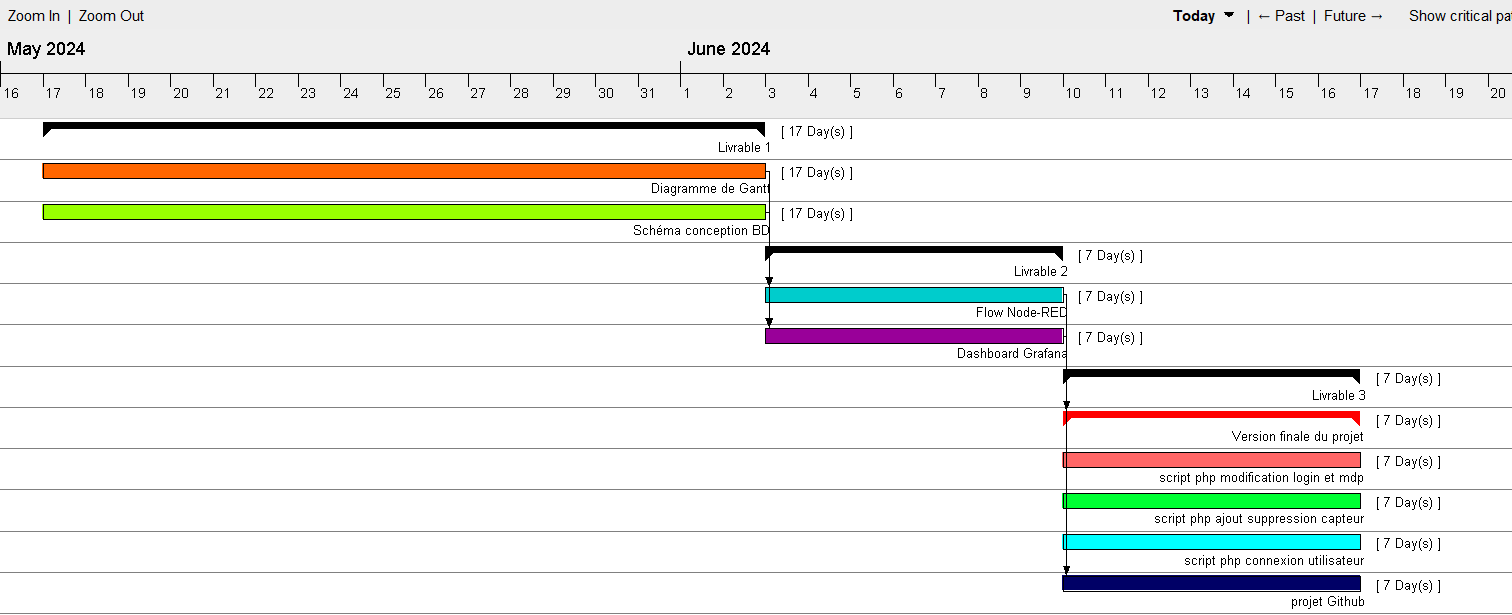 Zoom In | Zoom Out
Today | ← Past | Future → Show critical pa
May 2024 June 2024
16 17 18 19 20 21 22 23 24 25 26 27 28 29 30 31 1 2 3 4 5 6 7 8 9 10 11 12 13 14 15 16 17 18 19 20
[ 17 Day(s) ]
Livrable 1
[ 17 Day(s) ]
Diagramme de Gantt
[ 17 Day(s) ]
Schéma conception BD
[ 7 Day(s) ]
Livrable 2
[ 7 Day(s) ]
Flow Node-RED
[ 7 Day(s) ]
Dashboard Grafana
[ 7 Day(s) ]
Livrable 3
[ 7 Day(s) ]
Version finale du projet
[ 7 Day(s) ]
script php modification login et mdp
[ 7 Day(s) ]
script php ajout suppression capteur
[ 7 Day(s) ]
script php connexion utilisateur
[ 7 Day(s) ]
projet Github